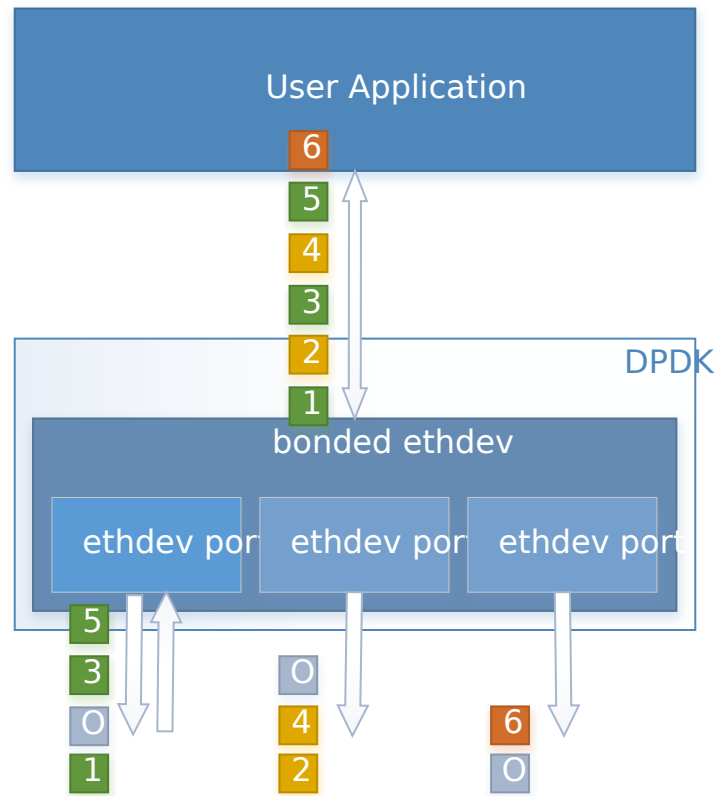 User Application
6
5
4
3
2
1
DPDK
bonded ethdev
ethdev port
ethdev port
ethdev port
5
3
O
1
O
4
2
6
O